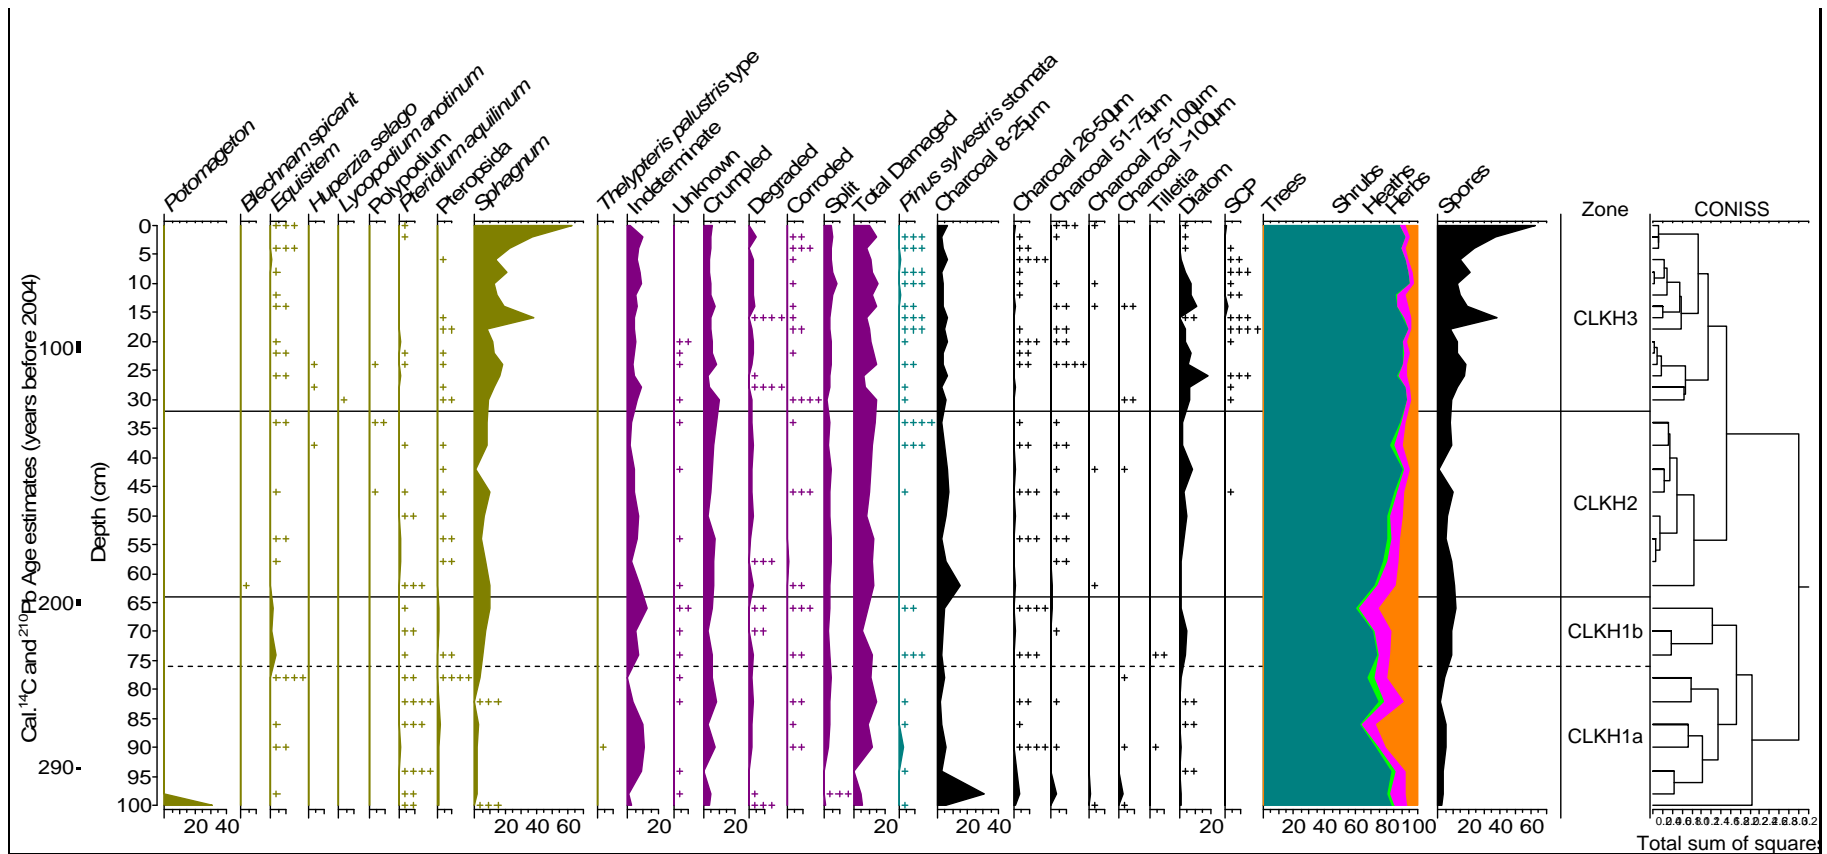 Potomageton
Blechnam spicant
Equisitem
Huperzia selago
Lycopodium anotinum
Polypodium
Pteridium aquilinum
Pteropsida
Sphagnum
Thelypteris palustris type
Indeterminate
Unknown
Crumpled
Degraded
Corroded
Split
Total Damaged
Pinus sylvestris stomata
Charcoal 8-25µm
Charcoal 26-50µm
Charcoal 51-75µm
Charcoal 75-100µm
Charcoal >100µm
Tilletia
Diatom
SCP
Trees
Shrubs
Heaths
Herbs
Spores
Zone
CONISS
Cal. 14C and 210Pb Age estimates (years before 2004)
100
200
290
Depth (cm)
0
5
10
15
20
25
30
35
40
45
50
55
60
65
70
75
80
85
90
95
100
CLKH3
CLKH2
CLKH1b
CLKH1a
20 40
20 40 60
20
20
20
20 40
20
20 40 60 80 100
20 40 60
Total sum of squares